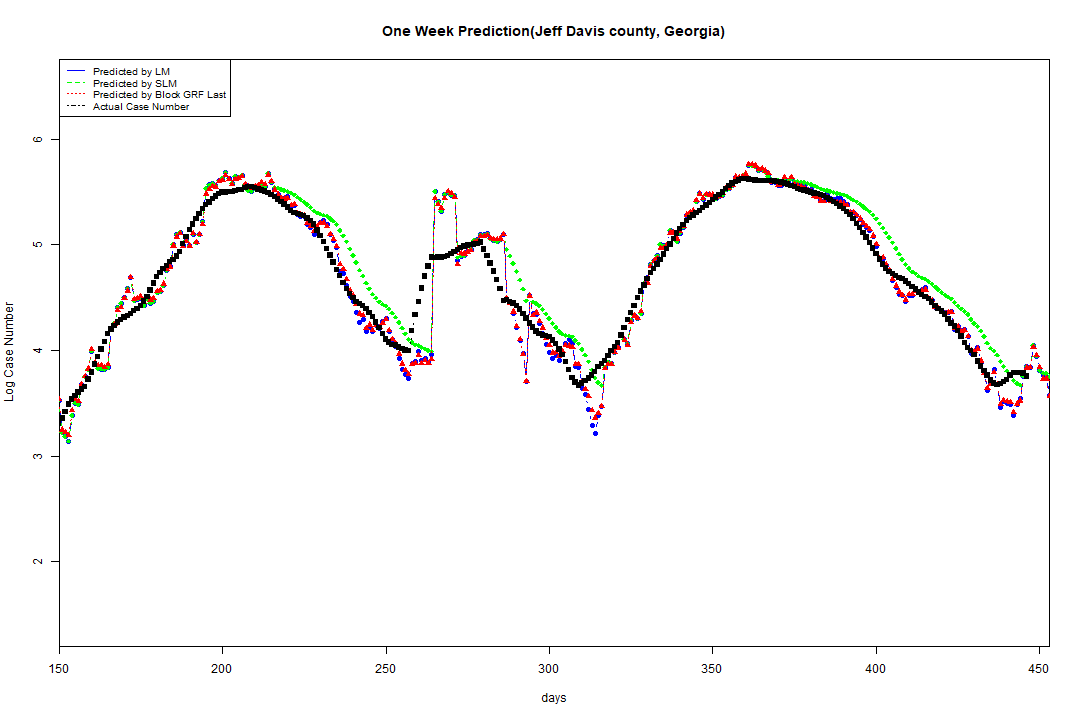 One Week Prediction(Jeff Davis county, Georgia)
Predicted by LM
Predicted by SLM
Predicted by Block GRF Last
Actual Case Number
6
5
4
3
2
Log Case Number
150 200 250 300 350 400 450
days